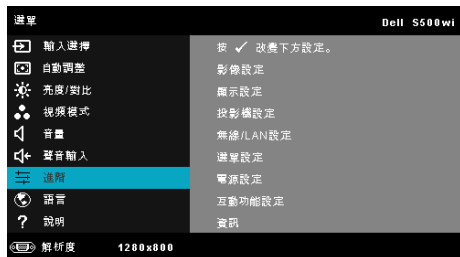 選單 Dell S500wi
輸入選擇
自動調整
亮度/對比
視頻模式
音量
聲音輸入
進階
語言
說明
按 ✓ 改變下方設定。
影像設定
顯示設定
投影機設定
無線/LAN設定
選單設定
電源設定
互動功能設定
資訊
解析度 1280x800